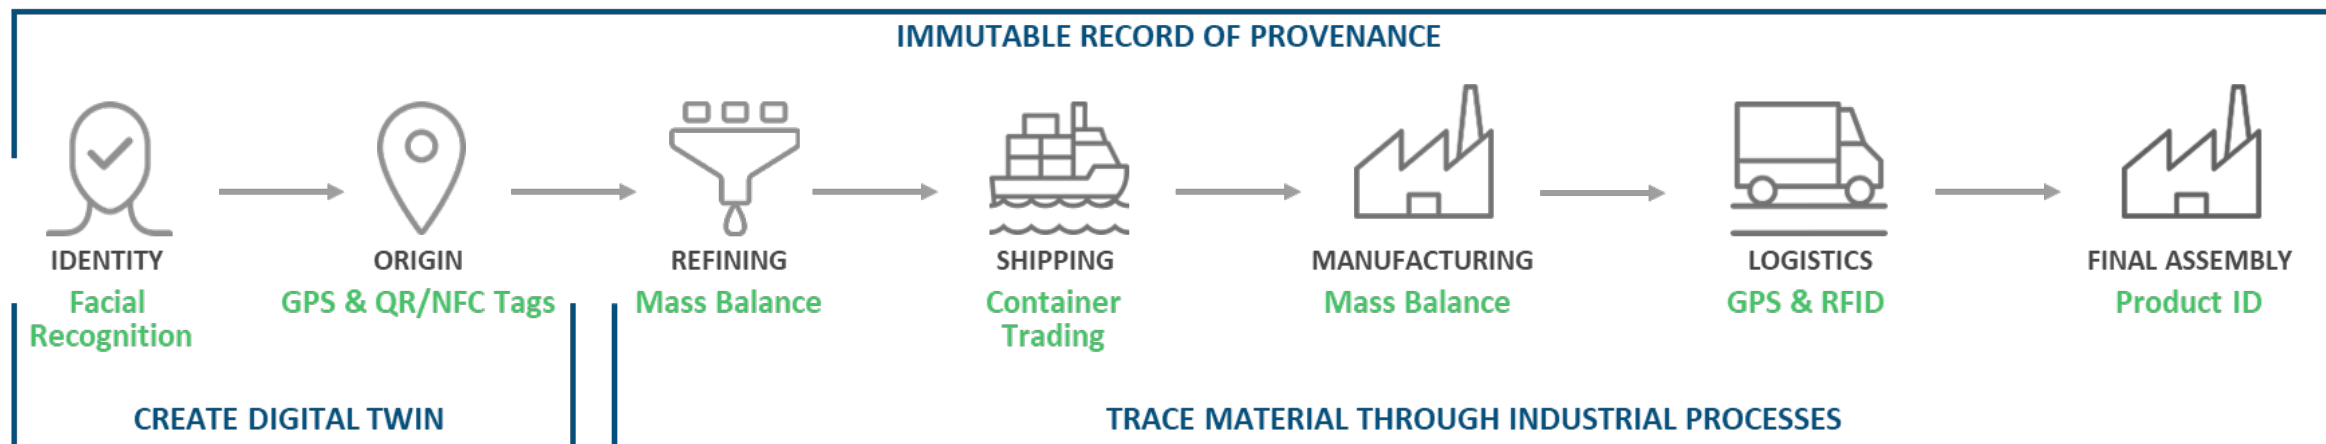 IMMUTABLE RECORD OF PROVENANCE
IDENTITY
Facial
Recognition
ORIGIN
GPS & QR/NFC Tags
REFINING
Mass Balance
SHIPPING
Container
Trading
MANUFACTURING
Mass Balance
LOGISTICS
GPS & RFID
FINAL ASSEMBLY
Product ID
CREATE DIGITAL TWIN
TRACE MATERIAL THROUGH INDUSTRIAL PROCESSES